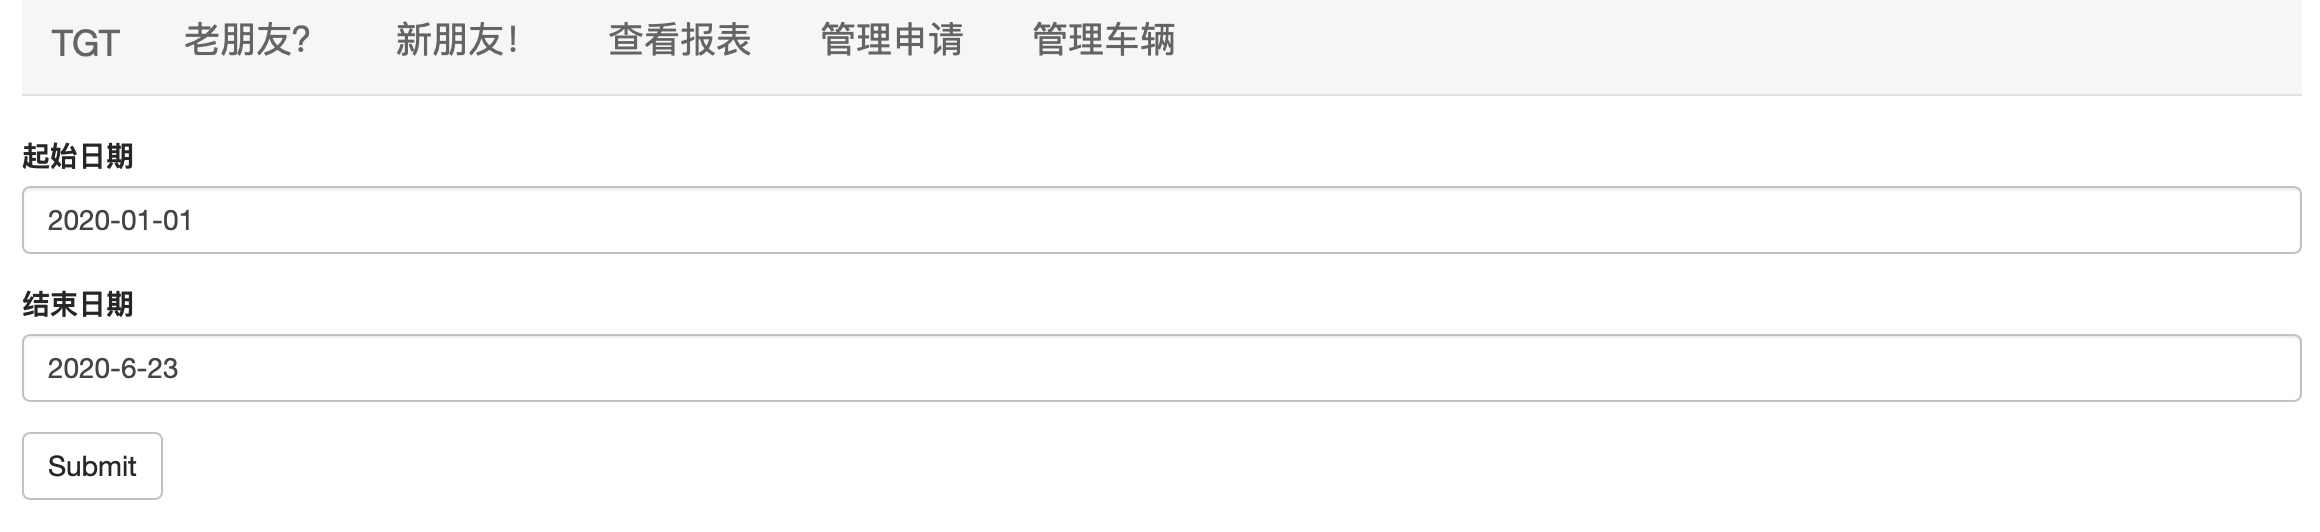 TGT 老朋友? 新朋友! 查看报表 管理申请 管理车辆
起始日期
2020-01-01
结束日期
2020-6-23
Submit